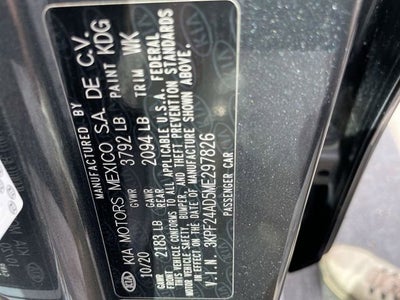 MANUFACTURED BY
KIA KIA MOTORS MEXICO S.A. DE C.V.
10/20 GVWR 3792 LB PAINT KDG
GAWR FRONT 2183 LB GAWR REAR 2094 LB TRIM WK
THIS VEHICLE CONFORMS TO ALL APPLICABLE U.S.A. FEDERAL
MOTOR VEHICLE SAFETY, BUMPER, AND THEFT PREVENTION STANDARDS
IN EFFECT ON THE DATE OF MANUFACTURE SHOWN ABOVE.
V.I.N. 3KPF24AD5ME297826
PASSENGER CAR